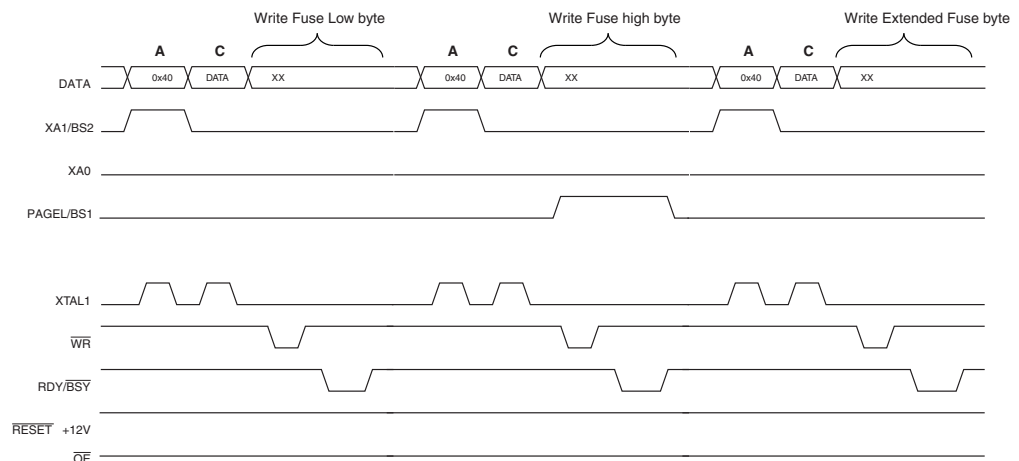 Write Fuse Low byte Write Fuse high byte Write Extended Fuse byte
A C A C A C
DATA 0x40 DATA XX 0x40 DATA XX 0x40 DATA XX
XA1/BS2
XA0
PAGEL/BS1
XTAL1
WR
RDY/BSY
RESET +12V
OE